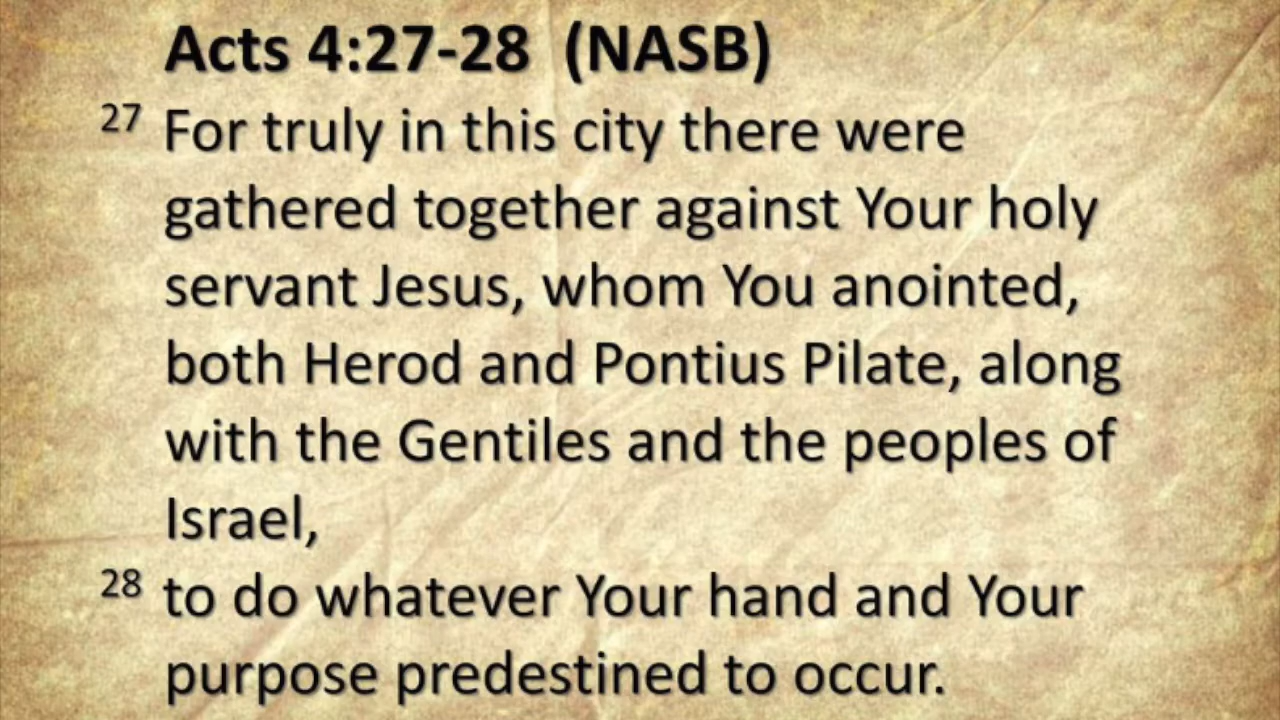 Acts 4:27-28 (NASB)
27 For truly in this city there were
gathered together against Your holy
servant Jesus, whom You anointed,
both Herod and Pontius Pilate, along
with the Gentiles and the peoples of
Israel,
28 to do whatever Your hand and Your
purpose predestined to occur.